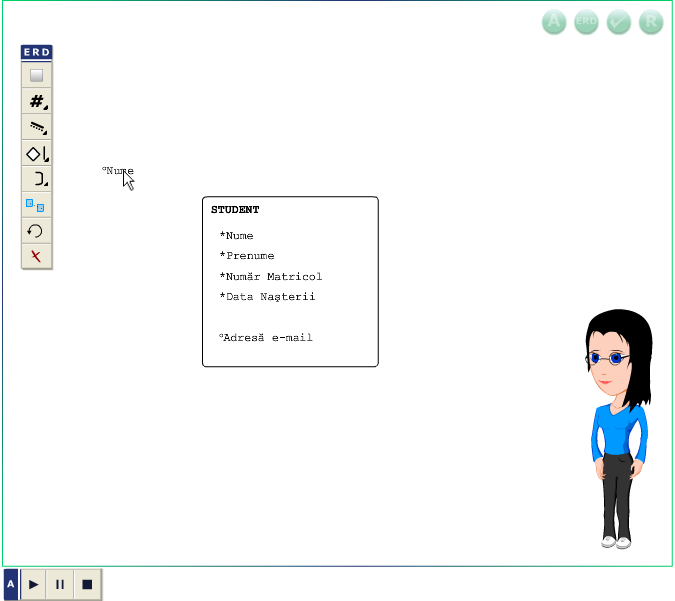 A ERD R
ERD
#
°Nume
STUDENT
*Nume
*Prenume
*Număr Matricol
*Data Naşterii
°Adresă e-mail
A